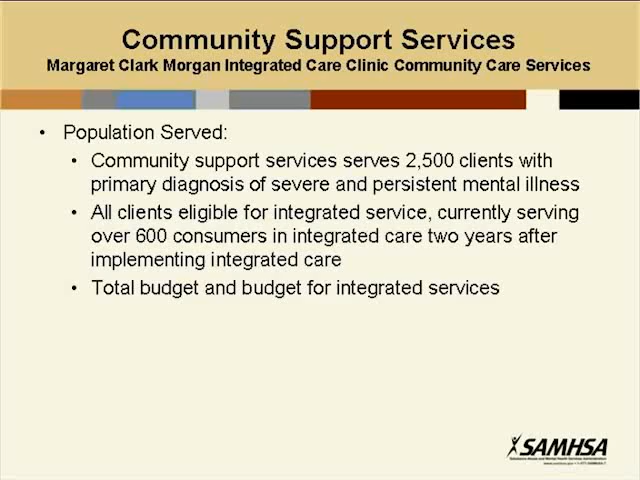 Community Support Services
Margaret Clark Morgan Integrated Care Clinic Community Care Services
• Population Served:
• Community support services serves 2,500 clients with
primary diagnosis of severe and persistent mental illness
• All clients eligible for integrated service, currently serving
over 600 consumers in integrated care two years after
implementing integrated care
• Total budget and budget for integrated services
SAMHSA